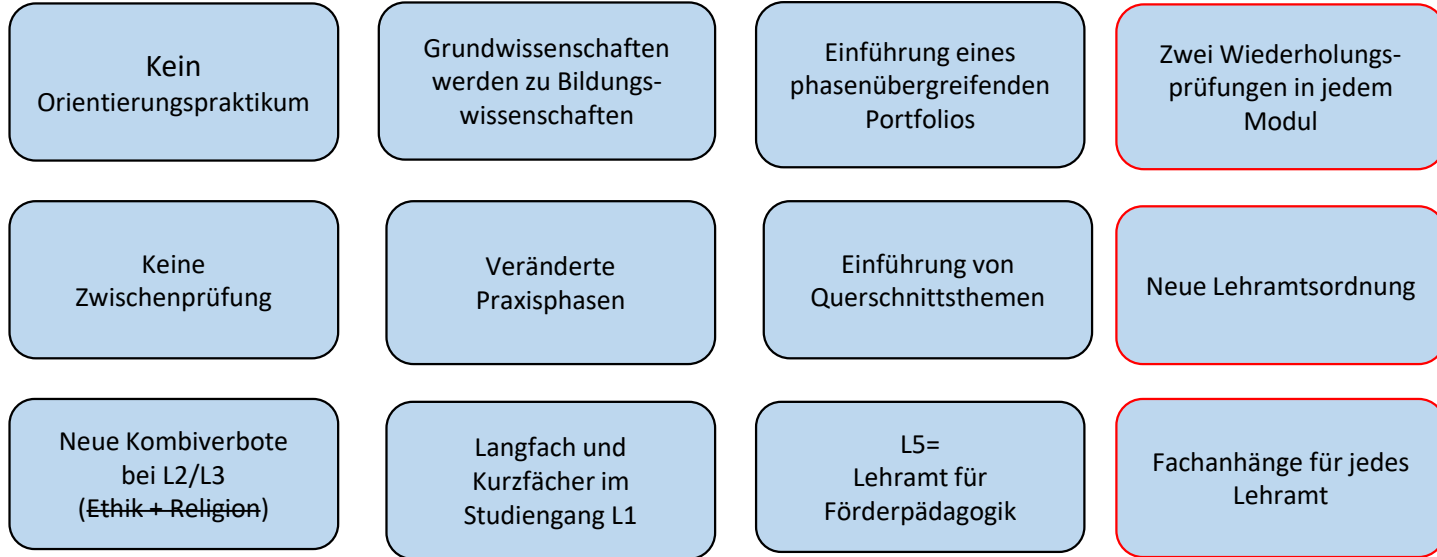 Kein
Orientierungspraktikum
Grundwissenschaften
werden zu Bildungs-
wissenschaften
Einführung eines
phasenübergreifenden
Portfolios
Zwei Wiederholungs-
prüfungen in jedem
Modul
Keine
Zwischenprüfung
Veränderte
Praxisphasen
Einführung von
Querschnittsthemen
Neue Lehramtsordnung
Neue Kombiverbote
bei L2/L3
(Ethik + Religion)
Langfach und
Kurzfächer im
Studiengang L1
L5=
Lehramt für
Förderpädagogik
Fachanhänge für jedes
Lehramt